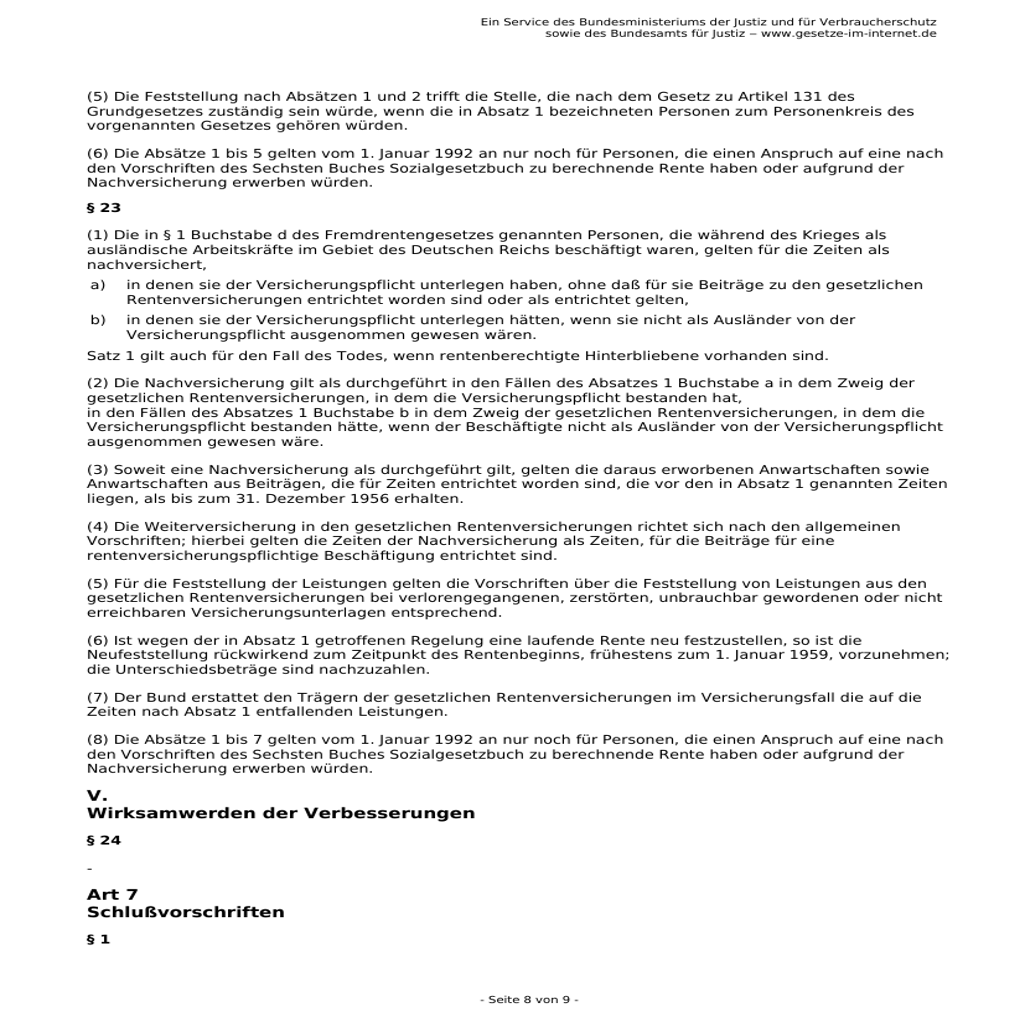 Ein Service des Bundesministeriums der Justiz und für Verbraucherschutz
sowie des Bundesamts für Justiz – www.gesetze-im-internet.de
(5) Die Feststellung nach Absätzen 1 und 2 trifft die Stelle, die nach dem Gesetz zu Artikel 131 des
Grundgesetzes zuständig sein würde, wenn die in Absatz 1 bezeichneten Personen zum Personenkreis des
vorgenannten Gesetzes gehören würden.
(6) Die Absätze 1 bis 5 gelten vom 1. Januar 1992 an nur noch für Personen, die einen Anspruch auf eine nach
den Vorschriften des Sechsten Buches Sozialgesetzbuch zu berechnende Rente haben oder aufgrund der
Nachversicherung erwerben würden.
§ 23
(1) Die in § 1 Buchstabe d des Fremdrentengesetzes genannten Personen, die während des Krieges als
ausländische Arbeitskräfte im Gebiet des Deutschen Reichs beschäftigt waren, gelten für die Zeiten als
nachversichert,
a) in denen sie der Versicherungspflicht unterlegen haben, ohne daß für sie Beiträge zu den gesetzlichen
Rentenversicherungen entrichtet worden sind oder als entrichtet gelten,
b) in denen sie der Versicherungspflicht unterlegen hätten, wenn sie nicht als Ausländer von der
Versicherungspflicht ausgenommen gewesen wären.
Satz 1 gilt auch für den Fall des Todes, wenn rentenberechtigte Hinterbliebene vorhanden sind.
(2) Die Nachversicherung gilt als durchgeführt in den Fällen des Absatzes 1 Buchstabe a in dem Zweig der
gesetzlichen Rentenversicherungen, in dem die Versicherungspflicht bestanden hat,
in den Fällen des Absatzes 1 Buchstabe b in dem Zweig der gesetzlichen Rentenversicherungen, in dem die
Versicherungspflicht bestanden hätte, wenn der Beschäftigte nicht als Ausländer von der Versicherungspflicht
ausgenommen gewesen wäre.
(3) Soweit eine Nachversicherung als durchgeführt gilt, gelten die daraus erworbenen Anwartschaften sowie
Anwartschaften aus Beiträgen, die für Zeiten entrichtet worden sind, die vor den in Absatz 1 genannten Zeiten
liegen, als bis zum 31. Dezember 1956 erhalten.
(4) Die Weiterversicherung in den gesetzlichen Rentenversicherungen richtet sich nach den allgemeinen
Vorschriften; hierbei gelten die Zeiten der Nachversicherung als Zeiten, für die Beiträge für eine
rentenversicherungspflichtige Beschäftigung entrichtet sind.
(5) Für die Feststellung der Leistungen gelten die Vorschriften über die Feststellung von Leistungen aus den
gesetzlichen Rentenversicherungen bei verlorengegangenen, zerstörten, unbrauchbar gewordenen oder nicht
erreichbaren Versicherungsunterlagen entsprechend.
(6) Ist wegen der in Absatz 1 getroffenen Regelung eine laufende Rente neu festzustellen, so ist die
Neufeststellung rückwirkend zum Zeitpunkt des Rentenbeginns, frühestens zum 1. Januar 1959, vorzunehmen;
die Unterschiedsbeträge sind nachzuzahlen.
(7) Der Bund erstattet den Trägern der gesetzlichen Rentenversicherungen im Versicherungsfall die auf die
Zeiten nach Absatz 1 entfallenden Leistungen.
(8) Die Absätze 1 bis 7 gelten vom 1. Januar 1992 an nur noch für Personen, die einen Anspruch auf eine nach
den Vorschriften des Sechsten Buches Sozialgesetzbuch zu berechnende Rente haben oder aufgrund der
Nachversicherung erwerben würden.
V.
Wirksamwerden der Verbesserungen
§ 24
-
Art 7
Schlußvorschriften
§ 1
- Seite 8 von 9 -